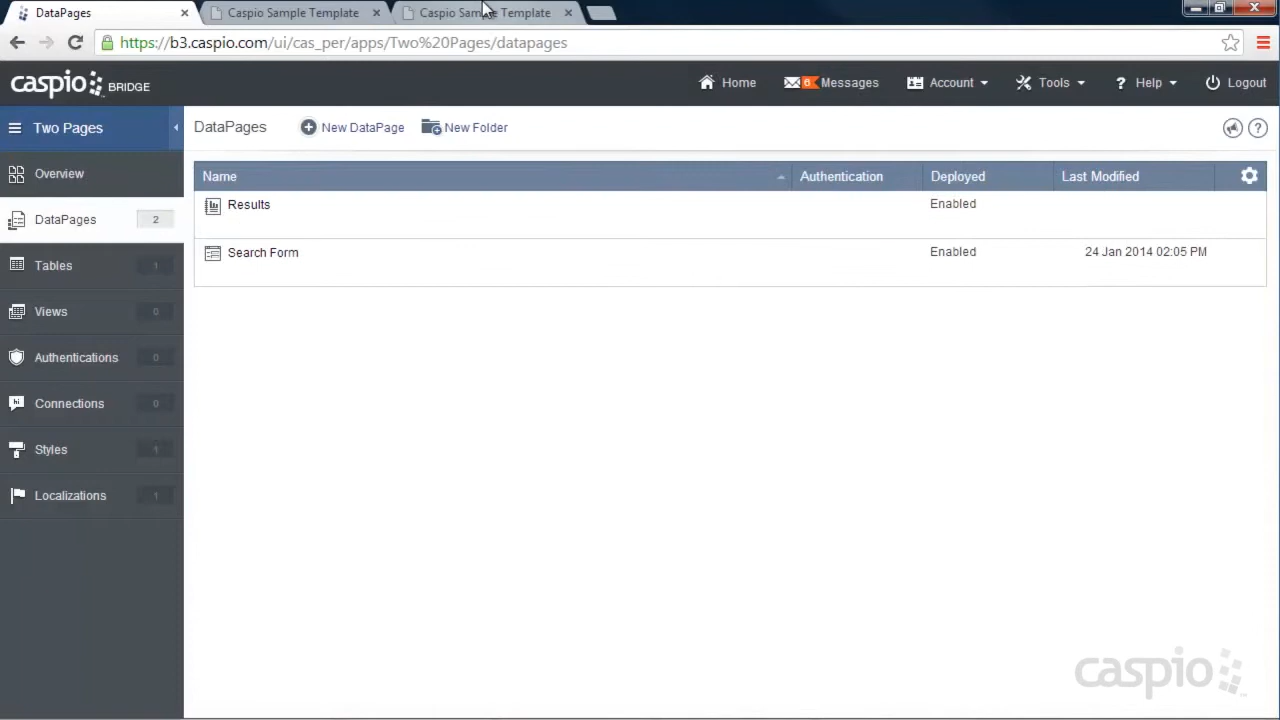 DataPages
Caspio Sample Template
Caspio Sample Template
https://b3.caspio.com/ui/cas_per/apps/Two%20Pages/datapages
caspio BRIDGE
Home
6
Messages
Account
Tools
? Help
Logout
Two Pages
DataPages
New DataPage
New Folder
?
Overview
Name
Authentication
Deployed
Last Modified
DataPages
2
Results
Enabled
Search Form
Enabled
24 Jan 2014 02:05 PM
Tables
1
Views
0
Authentications
0
hi
Connections
0
Styles
1
Localizations
1
caspio